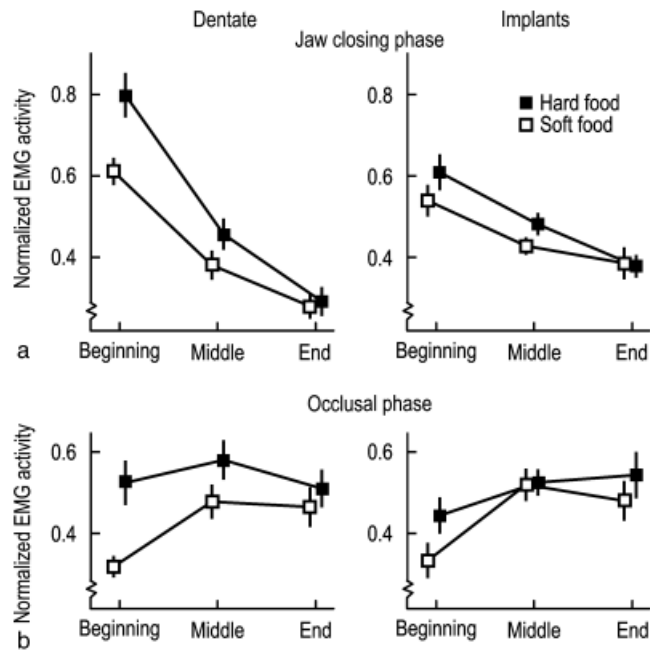 Dentate Implants
Jaw closing phase
Normalized EMG activity
0.8
0.6
0.4
0.8
0.6
0.4
Hard food
Soft food
a
Beginning Middle End
Beginning Middle End
Occlusal phase
Normalized EMG activity
0.6
0.4
0.6
0.4
b
Beginning Middle End
Beginning Middle End